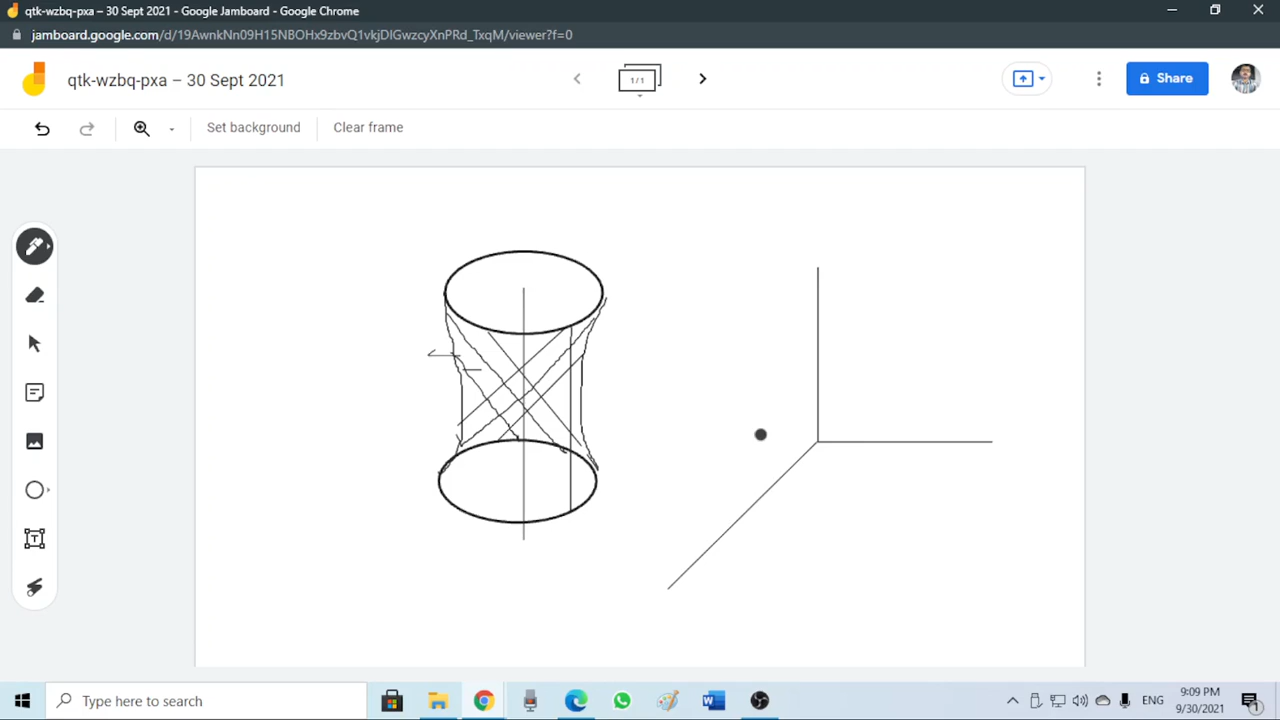 qtk-wzbq-pxa – 30 Sept 2021 - Google Jamboard - Google Chrome
jamboard.google.com/d/19AwnkNn09H15NBOHx9zbvQ1vkjDlGwzcyXnPRd_TxqM/viewer?f=0
qtk-wzbq-pxa – 30 Sept 2021
1/1
Share
Set background
Clear frame
Type here to search
ENG
9:09 PM
9/30/2021
1